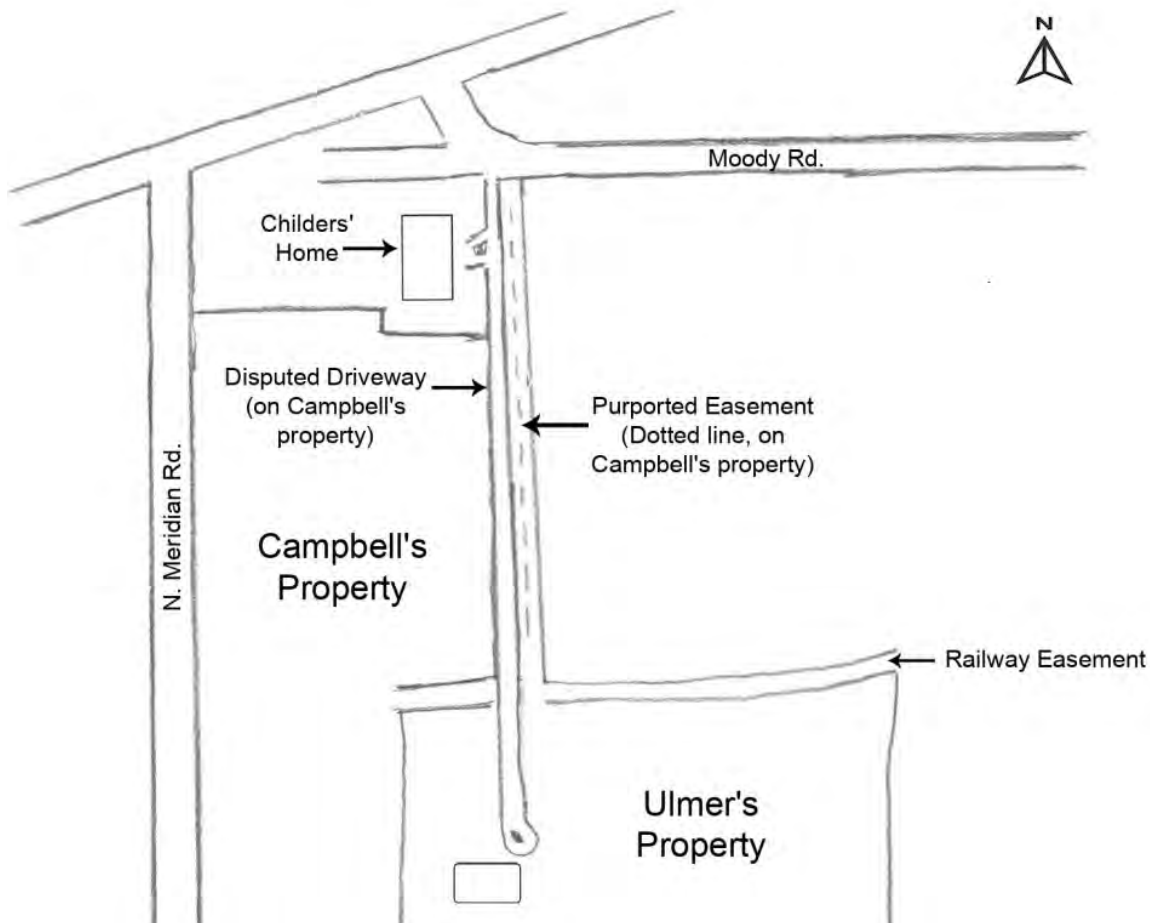 N
Moody Rd.
Childers'
Home
Disputed Driveway
(on Campbell's
property)
Purported Easement
(Dotted line, on
Campbell's property)
N. Meridian Rd.
Campbell's
Property
Railway Easement
Ulmer's
Property